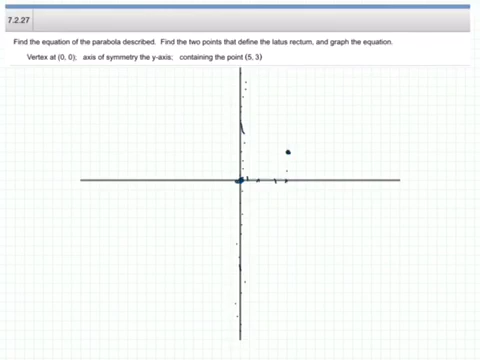 7.2.27
Find the equation of the parabola described. Find the two points that define the latus rectum, and graph the equation.
Vertex at (0, 0); axis of symmetry the y-axis; containing the point (5, 3)